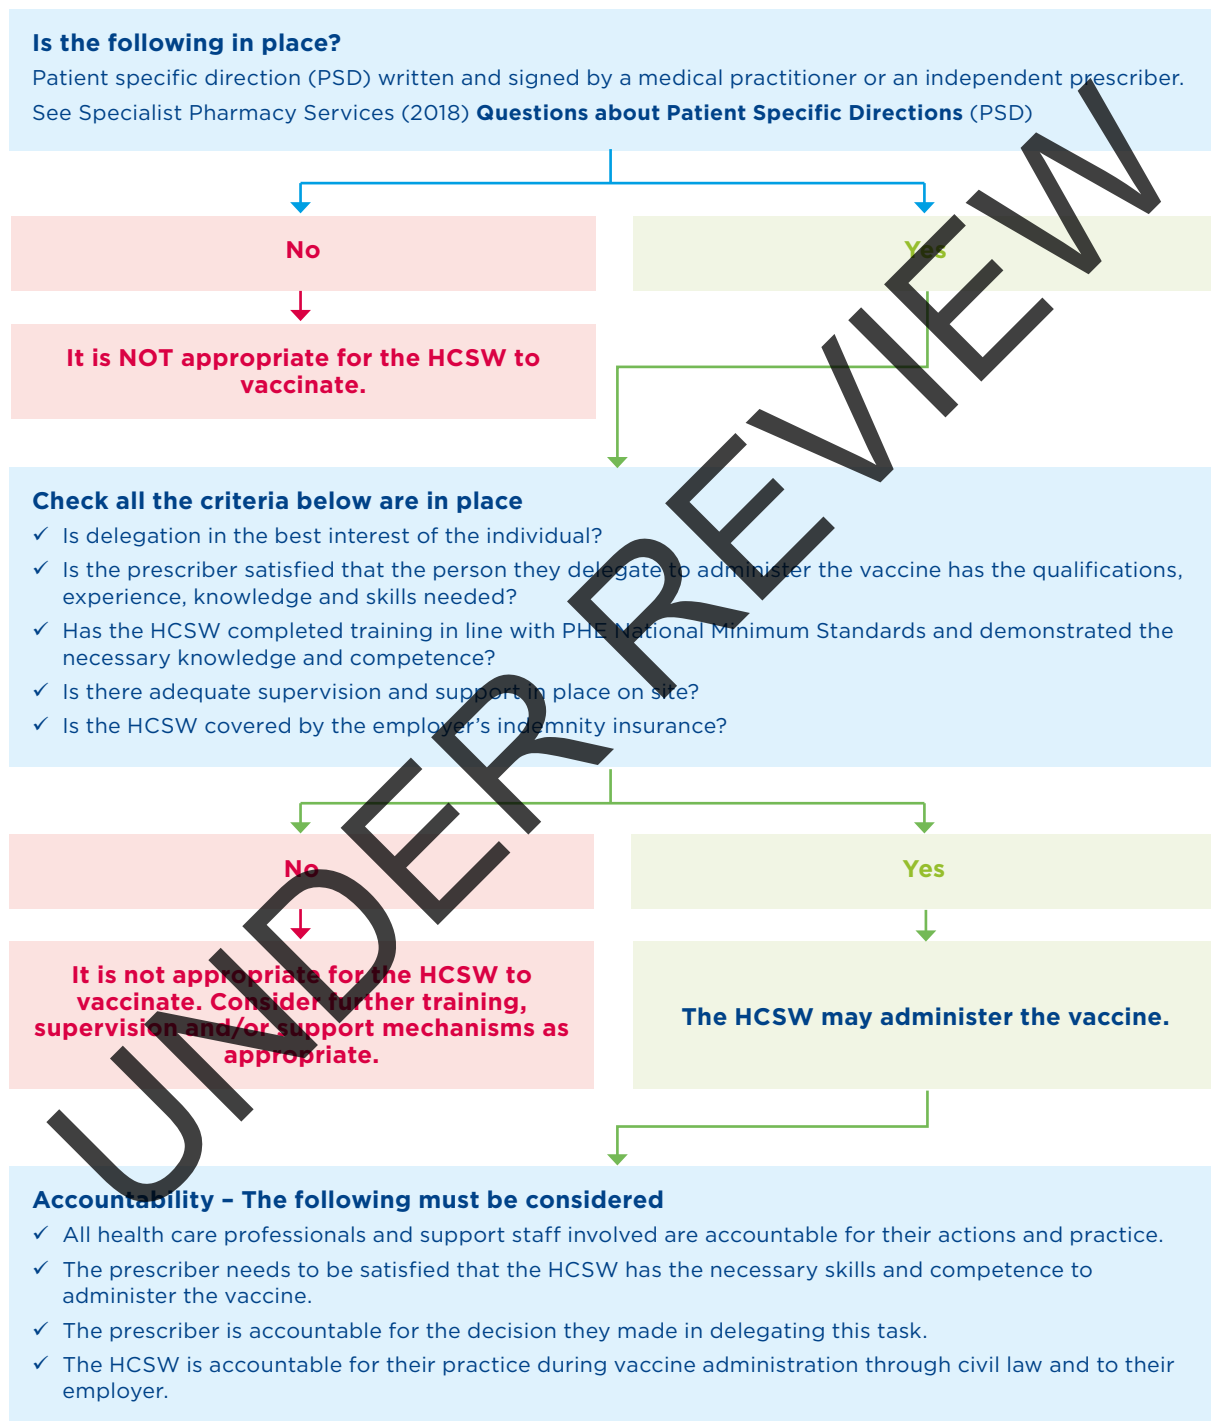 Is the following in place?
Patient specific direction (PSD) written and signed by a medical practitioner or an independent prescriber.
See Specialist Pharmacy Services (2018) Questions about Patient Specific Directions (PSD)
No
Yes
It is NOT appropriate for the HCSW to
vaccinate.
Check all the criteria below are in place
✓ Is delegation in the best interest of the individual?
✓ Is the prescriber satisfied that the person they delegate to administer the vaccine has the qualifications,
experience, knowledge and skills needed?
✓ Has the HCSW completed training in line with PHE National Minimum Standards and demonstrated the
necessary knowledge and competence?
✓ Is there adequate supervision and support in place on site?
✓ Is the HCSW covered by the employer’s indemnity insurance?
No
Yes
It is not appropriate for the HCSW to
vaccinate. Consider further training,
supervision and/or support mechanisms as
appropriate.
The HCSW may administer the vaccine.
Accountability – The following must be considered
✓ All health care professionals and support staff involved are accountable for their actions and practice.
✓ The prescriber needs to be satisfied that the HCSW has the necessary skills and competence to
administer the vaccine.
✓ The prescriber is accountable for the decision they made in delegating this task.
✓ The HCSW is accountable for their practice during vaccine administration through civil law and to their
employer.
UNDER REVIEW